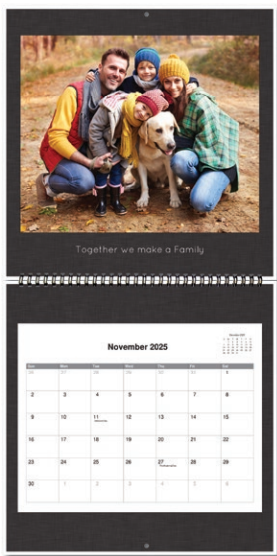 Together we make a Family
November 2025
Sun Mon Tue Wed Thu Fri Sat
26 27 28 29 30 31 1
2 3 4 5 6 7 8
9 10 11 12 13 14 15
16 17 18 19 20 21 22
23 24 25 26 27 28 29
30 1 2 3 4 5 6